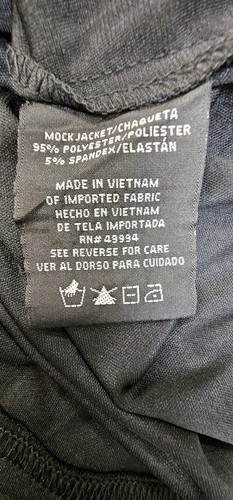 MOCK JACKET/CHAQUETA
95% POLYESTER/POLIESTER
5% SPANDEX/ELASTÁN
MADE IN VIETNAM
OF IMPORTED FABRIC
HECHO EN VIETNAM
DE TELA IMPORTADA
RN# 49994
SEE REVERSE FOR CARE
VER AL DORSO PARA CUIDADO